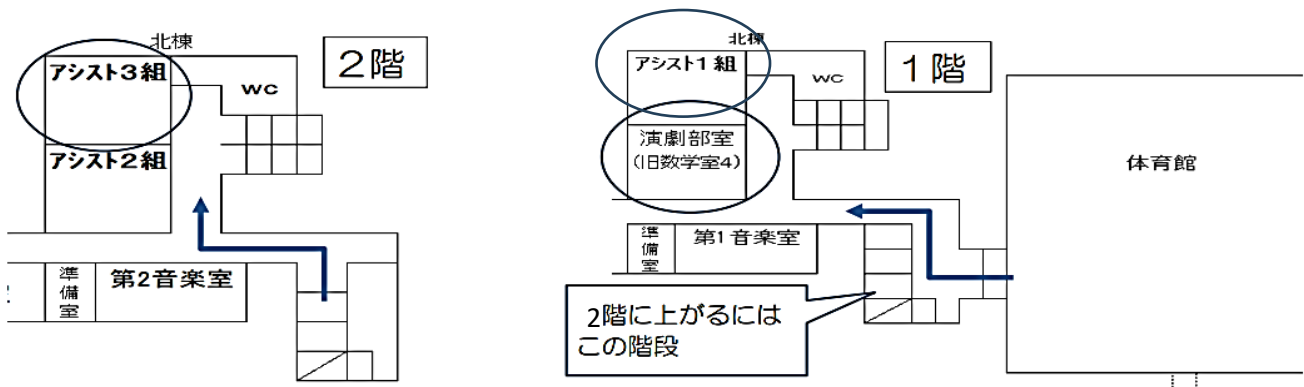 北棟
2階
アシスト3組
WC
アシスト2組
準備室
第2音楽室
北棟
1階
アシスト1組
WC
演劇部室
(旧数学室4)
体育館
準備室
第1音楽室
2階に上がるには
この階段